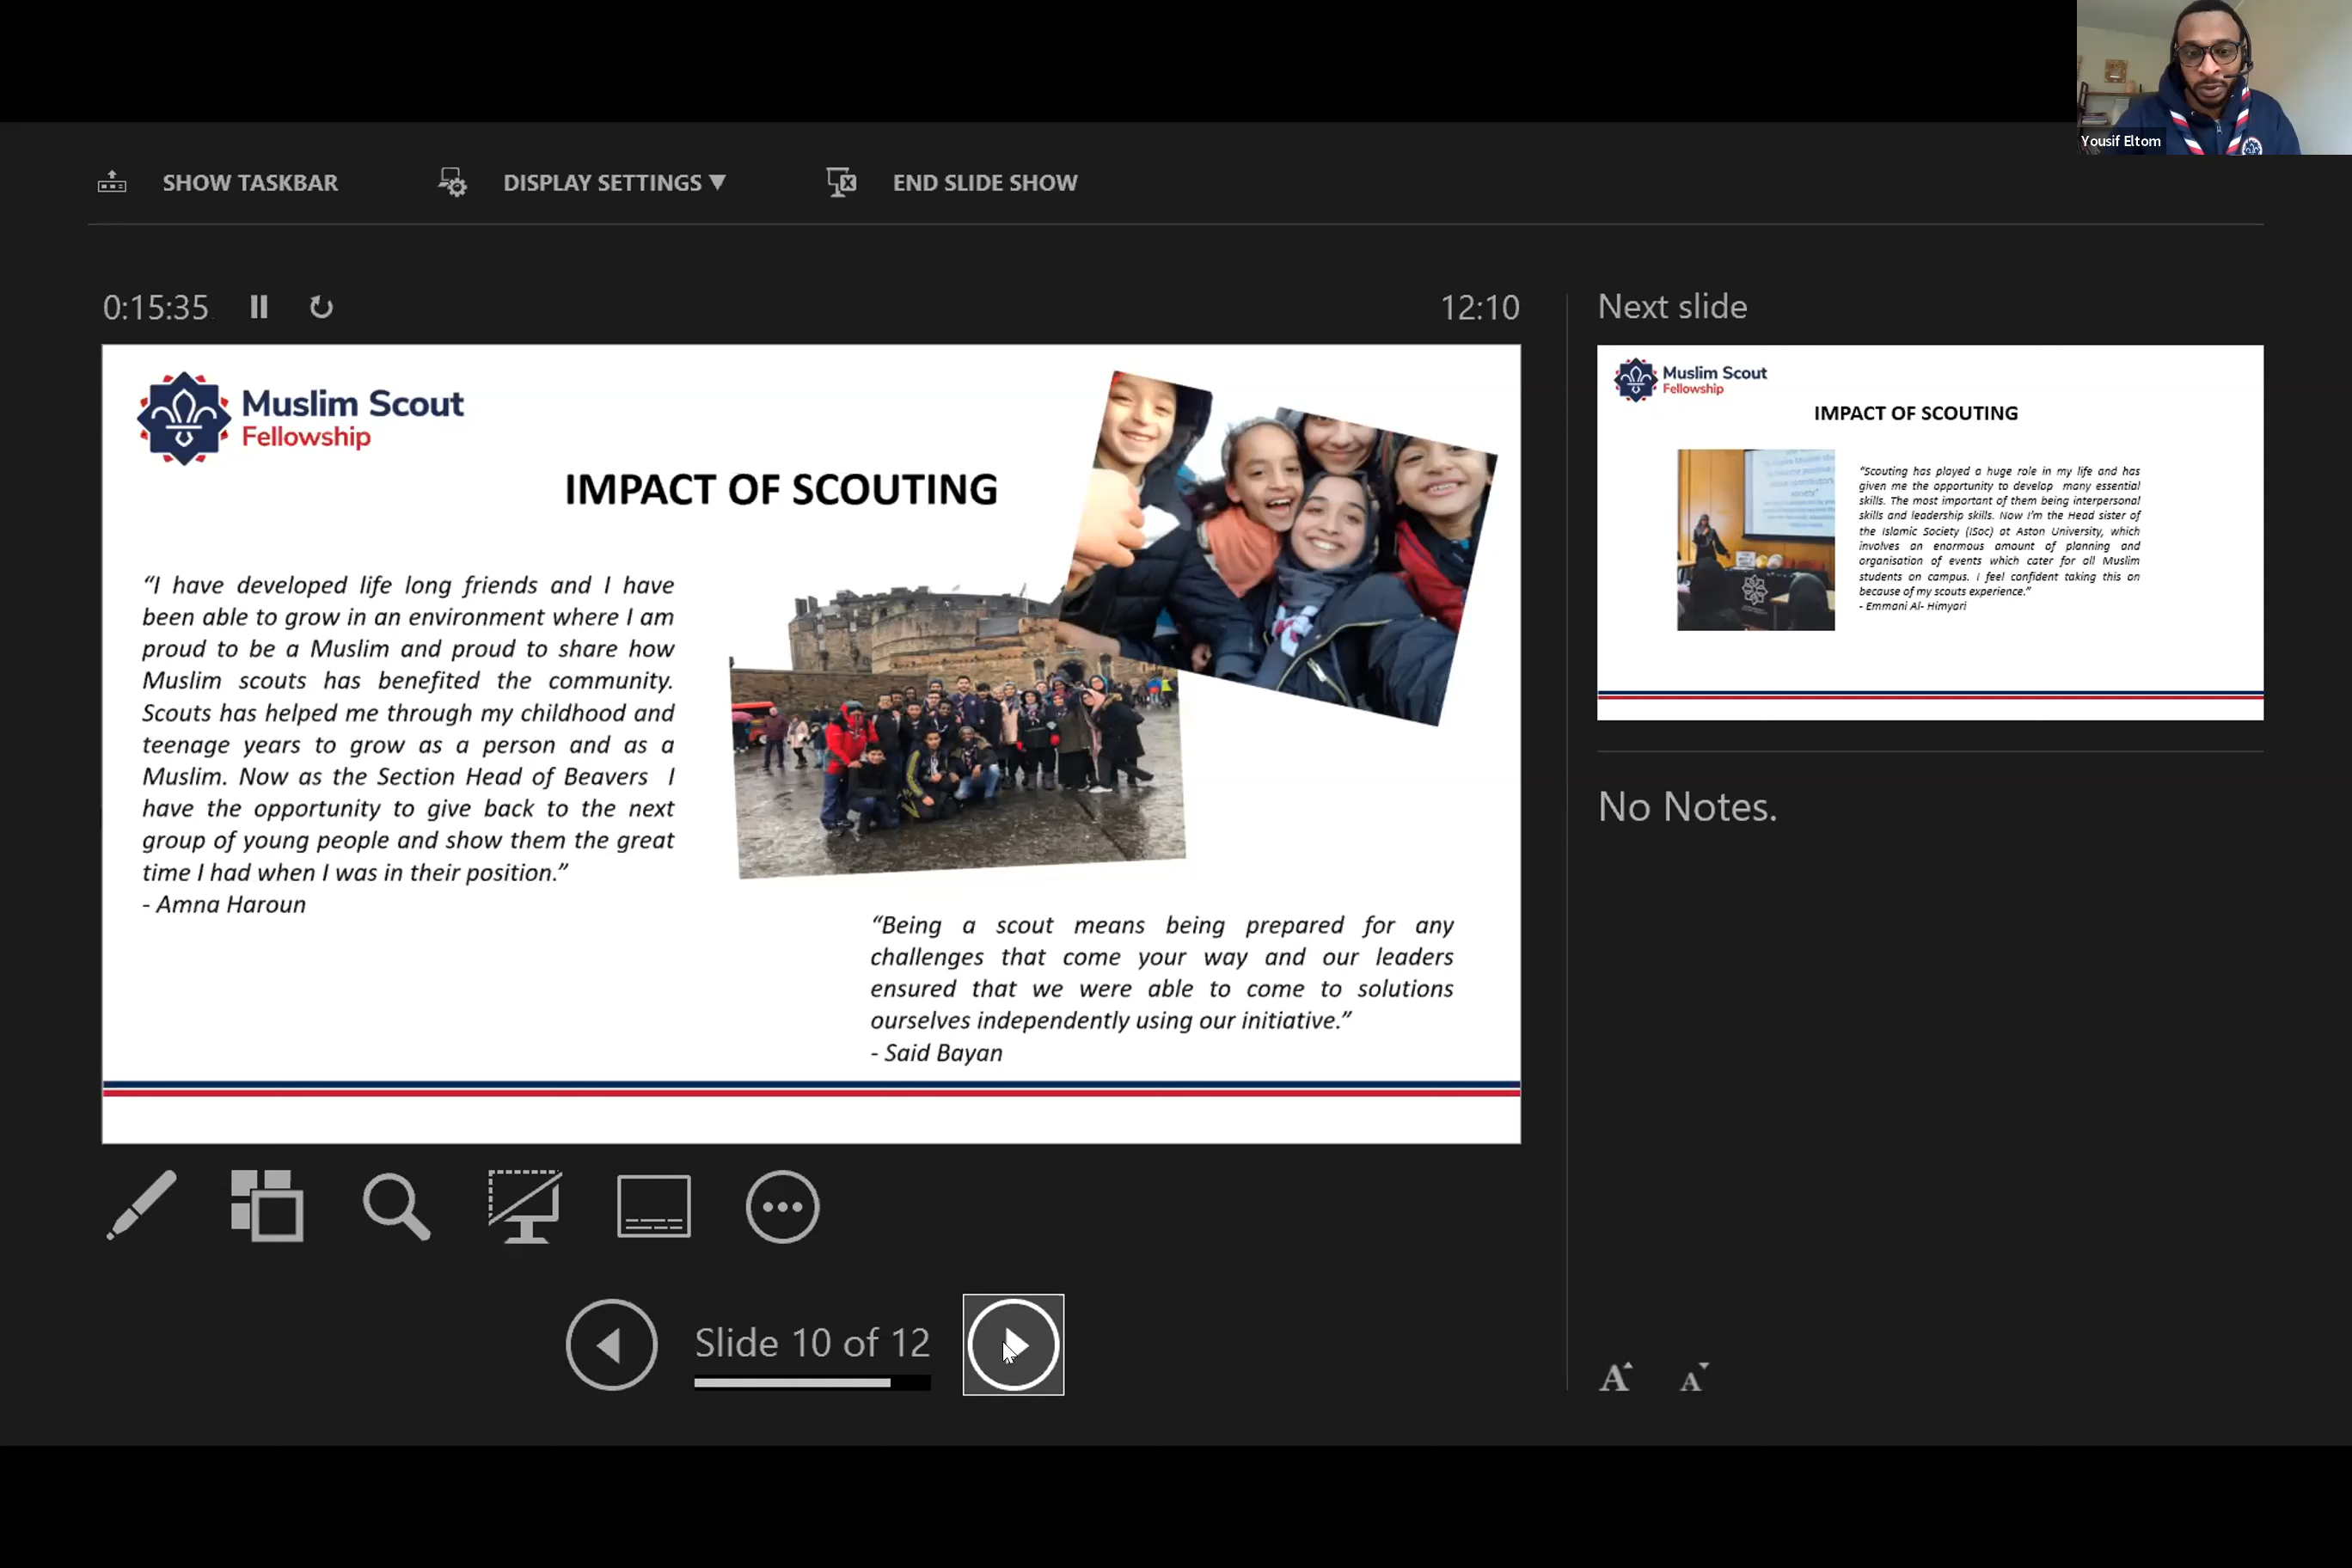 Yousif Eltom
SHOW TASKBAR
DISPLAY SETTINGS
END SLIDE SHOW
0:15:35
12:10
Next slide
Muslim Scout
Fellowship
IMPACT OF SCOUTING
“I have developed life long friends and I have
been able to grow in an environment where I am
proud to be a Muslim and proud to share how
Muslim scouts has benefited the community.
Scouts has helped me through my childhood and
teenage years to grow as a person and as a
Muslim. Now as the Section Head of Beavers I
have the opportunity to give back to the next
group of young people and show them the great
time I had when I was in their position.”
- Amna Haroun
“Being a scout means being prepared for any
challenges that come your way and our leaders
ensured that we were able to come to solutions
ourselves independently using our initiative.”
- Said Bayan
Muslim Scout
Fellowship
IMPACT OF SCOUTING
“Scouting has played a huge role in my life and has
given me the opportunity to develop many essential
skills. The most important of them being interpersonal
skills and leadership skills. Now I’m the Head sister of
the Islamic Society (ISoc) at Aston University, which
involves an enormous amount of planning and
organisation of events which cater for all Muslim
students on campus. I feel confident taking this on
because of my scouts experience.”
- Emmani Al- Himyari
No Notes.
Slide 10 of 12
A A